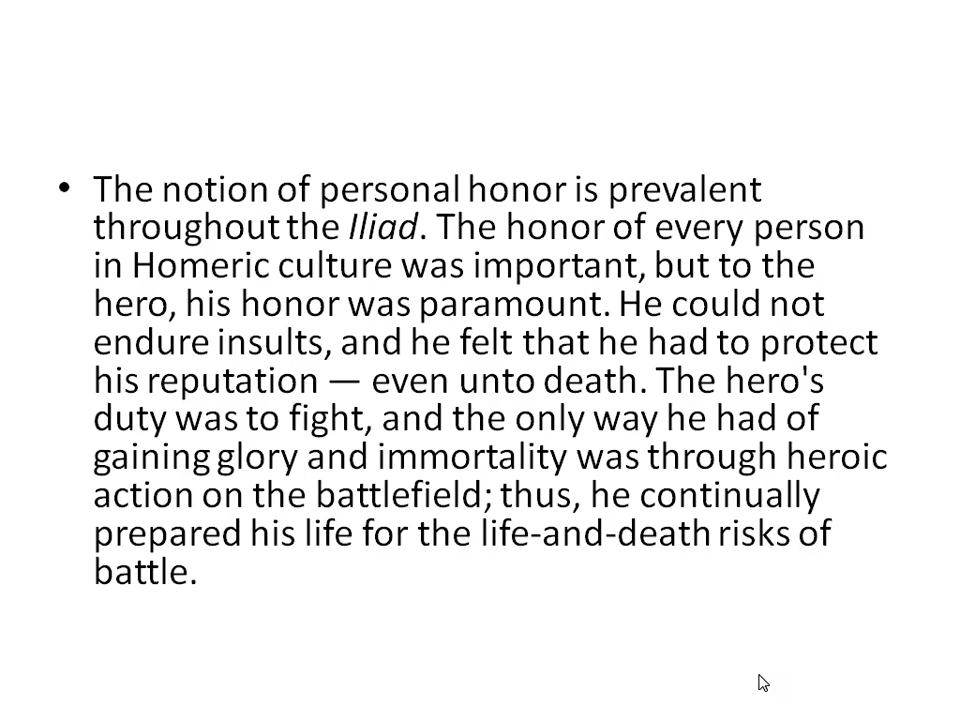 • The notion of personal honor is prevalent
throughout the Iliad. The honor of every person
in Homeric culture was important, but to the
hero, his honor was paramount. He could not
endure insults, and he felt that he had to protect
his reputation — even unto death. The hero's
duty was to fight, and the only way he had of
gaining glory and immortality was through heroic
action on the battlefield; thus, he continually
prepared his life for the life-and-death risks of
battle.